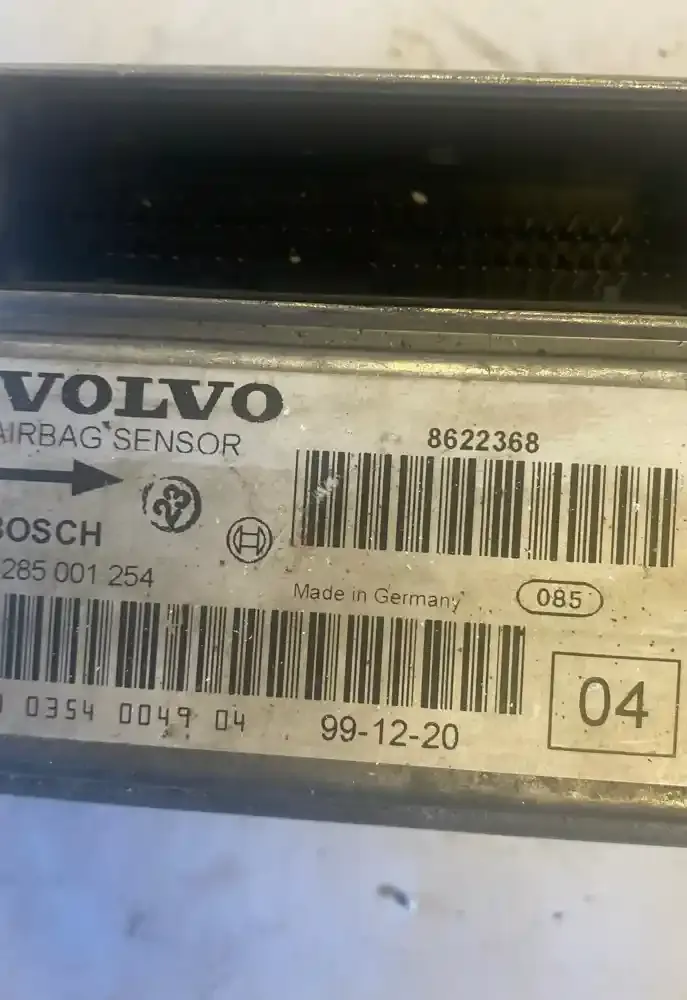 VOLVO
AIRBAG SENSOR
8622368
23
BOSCH
285 001 254
Made in Germany
085
0354 0049 04
99-12-20
04